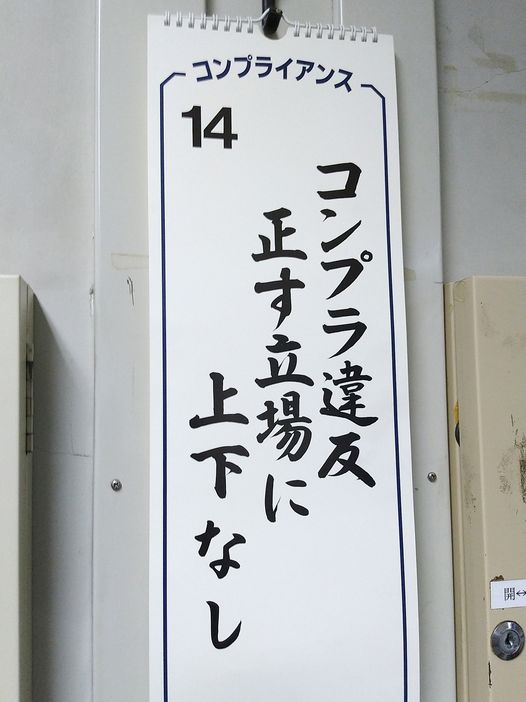 コンプライアンス
14
コンプラ違反
正す立場に
上下なし
開↔